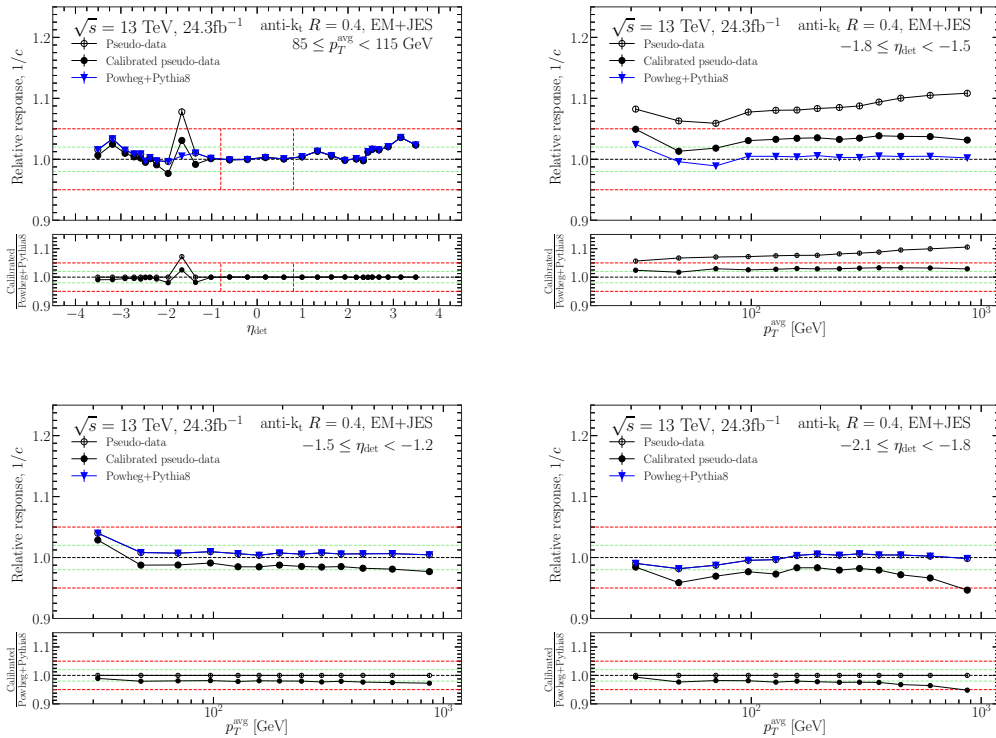 √s = 13 TeV, 24.3fb⁻¹ anti-kₜ R = 0.4, EM+JES
Pseudo-data 85 ≤ p_T^avg < 115 GeV
Calibrated pseudo-data
Powheg+Pythia8
Relative response, 1/c
1.2
1.1
1.0
0.9
Calibrated
Powheg+Pythia8
1.1
1.0
0.9
−4 −3 −2 −1 0 1 2 3 4
η_det
√s = 13 TeV, 24.3fb⁻¹ anti-kₜ R = 0.4, EM+JES
Pseudo-data −1.8 ≤ η_det < −1.5
Calibrated pseudo-data
Powheg+Pythia8
Relative response, 1/c
1.2
1.1
1.0
0.9
Calibrated
Powheg+Pythia8
1.1
1.0
0.9
10² 10³
p_T^avg [GeV]
√s = 13 TeV, 24.3fb⁻¹ anti-kₜ R = 0.4, EM+JES
Pseudo-data −1.5 ≤ η_det < −1.2
Calibrated pseudo-data
Powheg+Pythia8
Relative response, 1/c
1.2
1.1
1.0
0.9
Calibrated
Powheg+Pythia8
1.1
1.0
0.9
10² 10³
p_T^avg [GeV]
√s = 13 TeV, 24.3fb⁻¹ anti-kₜ R = 0.4, EM+JES
Pseudo-data −2.1 ≤ η_det < −1.8
Calibrated pseudo-data
Powheg+Pythia8
Relative response, 1/c
1.2
1.1
1.0
0.9
Calibrated
Powheg+Pythia8
1.1
1.0
0.9
10² 10³
p_T^avg [GeV]